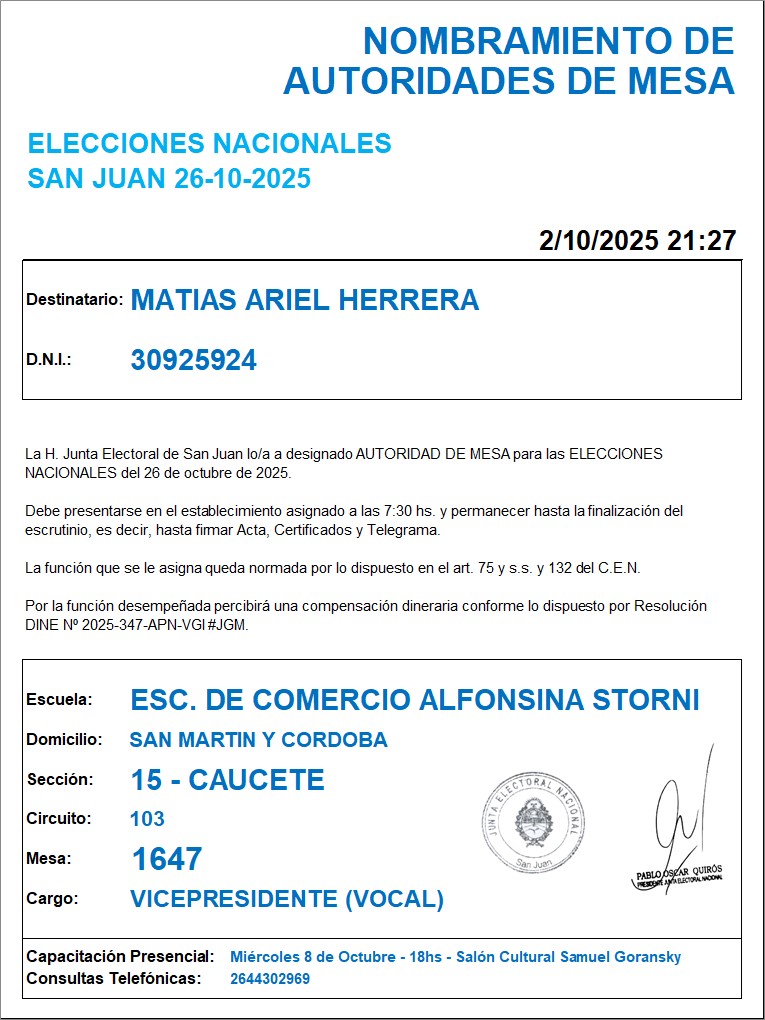 NOMBRAMIENTO DE
AUTORIDADES DE MESA
ELECCIONES NACIONALES
SAN JUAN 26-10-2025
2/10/2025 21:27
Destinatario: MATIAS ARIEL HERRERA
D.N.I.: 30925924
La H. Junta Electoral de San Juan lo/a a designado AUTORIDAD DE MESA para las ELECCIONES
NACIONALES del 26 de octubre de 2025.
Debe presentarse en el establecimiento asignado a las 7:30 hs. y permanecer hasta la finalización del
escrutinio, es decir, hasta firmar Acta, Certificados y Telegrama.
La función que se le asigna queda normada por lo dispuesto en el art. 75 y s.s. y 132 del C.E.N.
Por la función desempeñada percibirá una compensación dineraria conforme lo dispuesto por Resolución
DINE Nº 2025-347-APN-VGI#JGM.
Escuela: ESC. DE COMERCIO ALFONSINA STORNI
Domicilio: SAN MARTIN Y CORDOBA
Sección: 15 - CAUCETE
Circuito: 103
Mesa: 1647
Cargo: VICEPRESIDENTE (VOCAL)
JUNTA ELECTORAL NACIONAL
San Juan
PABLO OSCAR QUIRÓS
PRESIDENTE JUNTA ELECTORAL NACIONAL
Capacitación Presencial: Miércoles 8 de Octubre - 18hs - Salón Cultural Samuel Goransky
Consultas Telefónicas: 2644302969